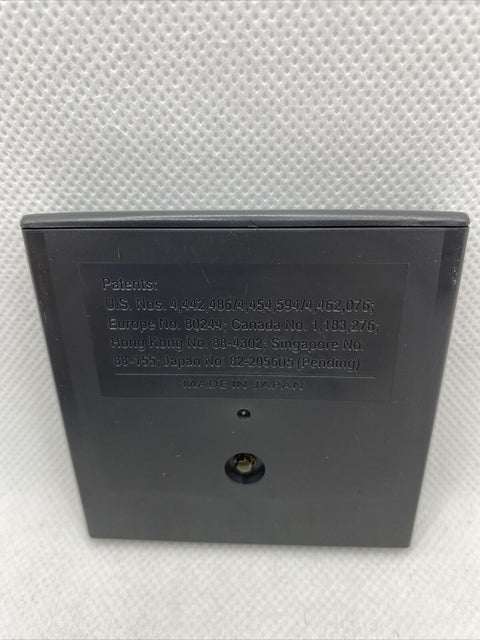 Patents:
U.S. Nos. 4,442,486/4,454,594/4,462,076;
Europe No. 80244; Canada No. 1,183,276;
Hong Kong No. 88-4302; Singapore No.
88-155; Japan No. 82-205605 (Pending)
MADE IN JAPAN